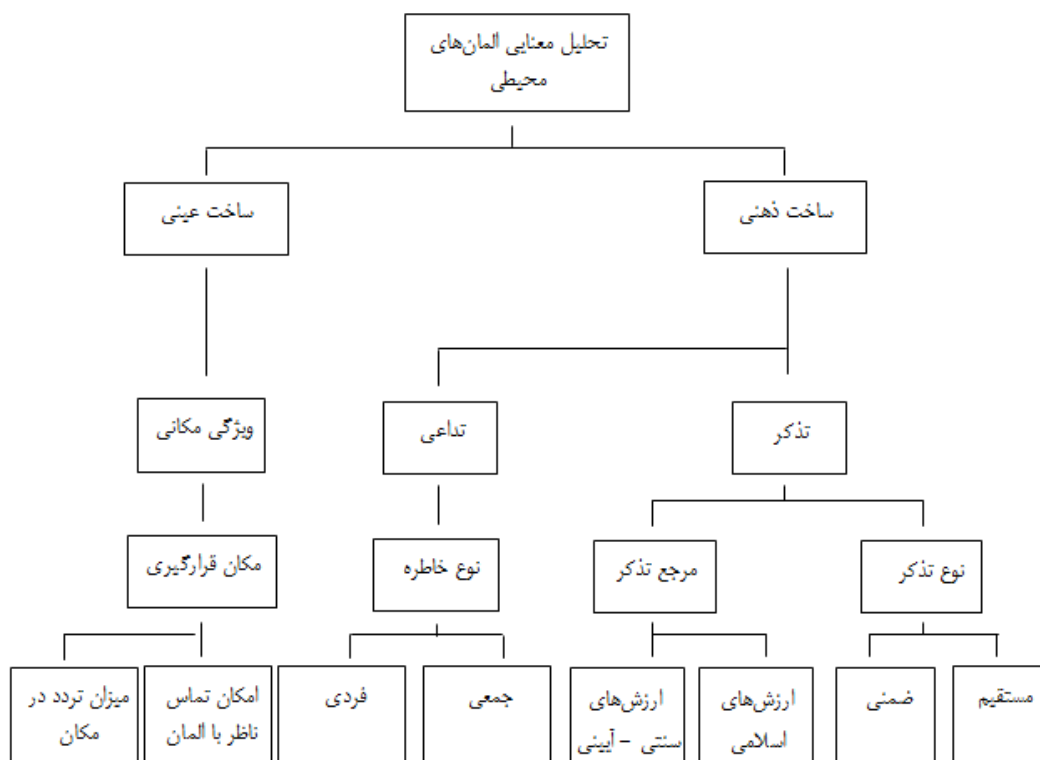 تحلیل معنایی المان‌های
محیطی
ساخت ذهنی
ساخت عینی
تذکر
تداعی
ویژگی مکانی
نوع تذکر
مرجع تذکر
نوع خاطره
مکان قرارگیری
مستقیم
ضمنی
ارزش‌های
اسلامی
ارزش‌های
سنتی - آیینی
جمعی
فردی
امکان تماس
ناظر با المان
میزان تردد در
مکان